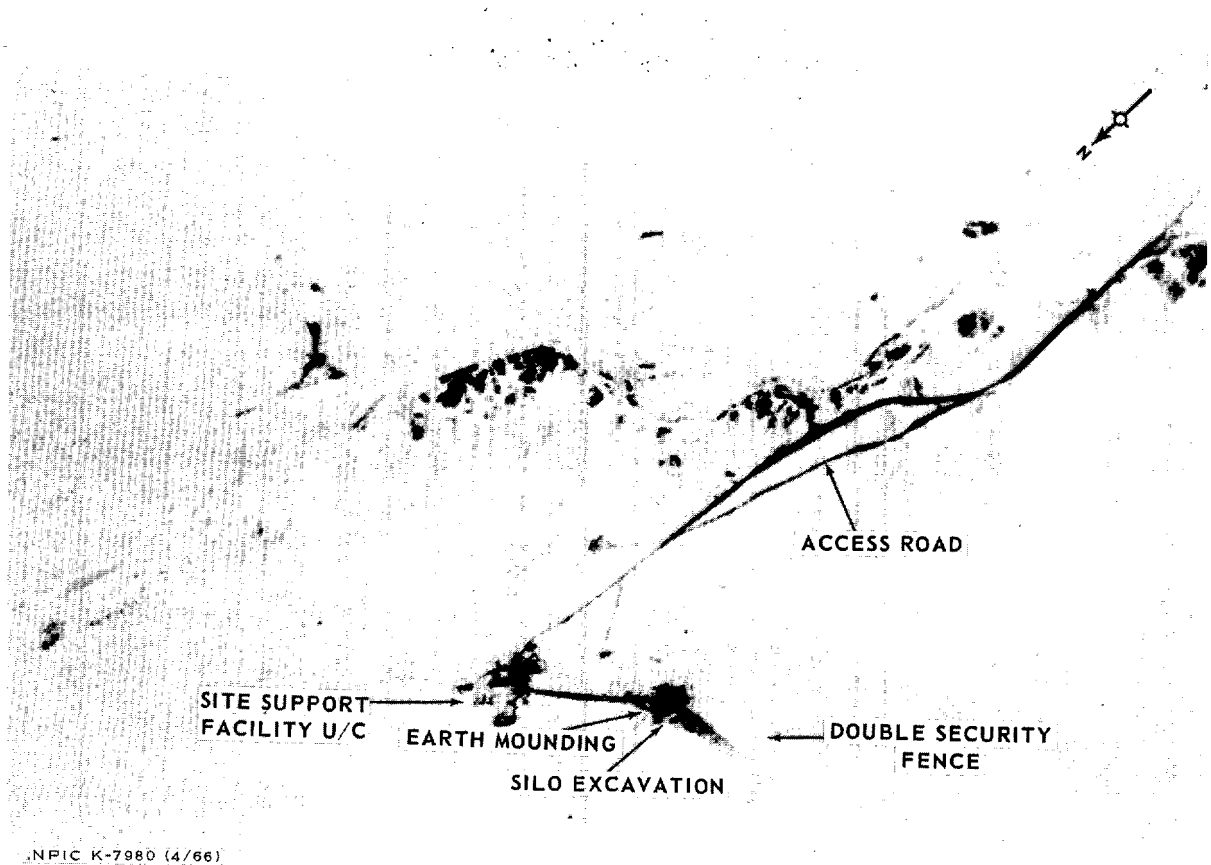 N
ACCESS ROAD
SITE SUPPORT
FACILITY U/C
EARTH MOUNDING
SILO EXCAVATION
DOUBLE SECURITY
FENCE
NPIC K-7980 (4/66)